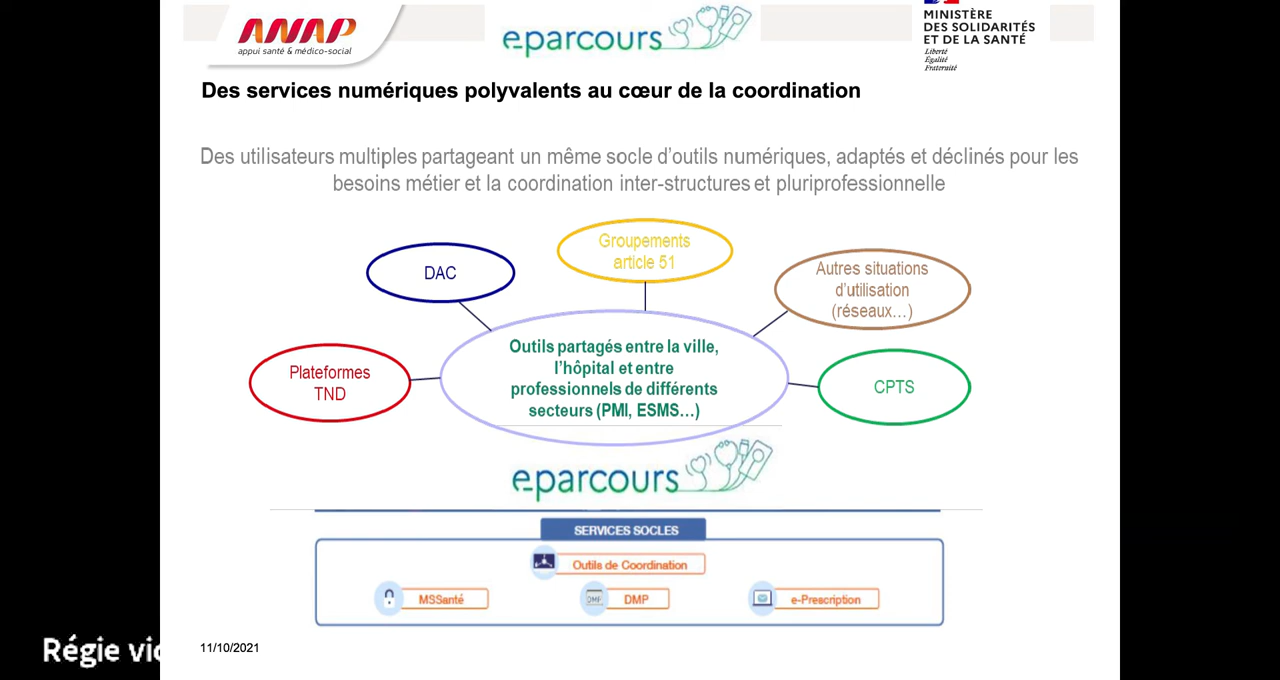 ANAP
appui santé & médico-social
eparcours
MINISTÈRE
DES SOLIDARITÉS
ET DE LA SANTÉ
Liberté
Égalité
Fraternité
Des services numériques polyvalents au cœur de la coordination
Des utilisateurs multiples partageant un même socle d'outils numériques, adaptés et déclinés pour les
besoins métier et la coordination inter-structures et pluriprofessionnelle
Groupements
article 51
DAC
Autres situations
d'utilisation
(réseaux…)
Outils partagés entre la ville,
l'hôpital et entre
professionnels de différents
secteurs (PMI, ESMS…)
Plateformes
TND
CPTS
eparcours
SERVICES SOCLES
Outils de Coordination
MSSanté
DMP
DMP
e-Prescription
11/10/2021
Régie